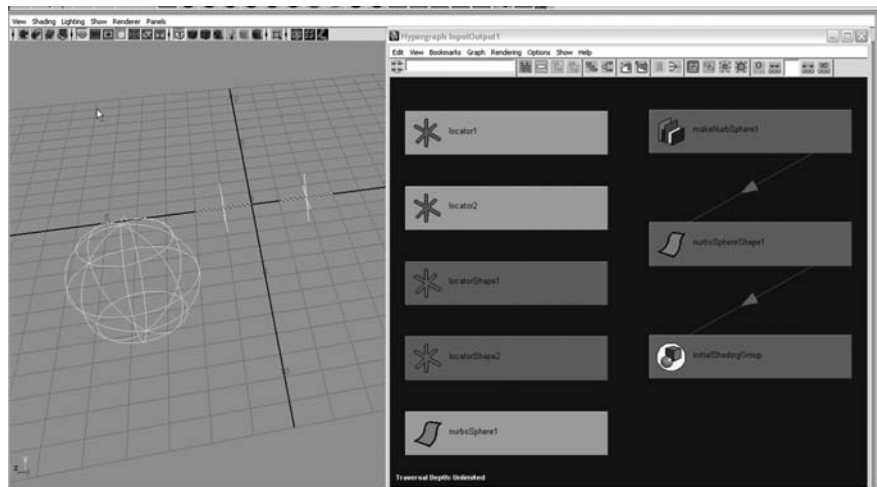 View Shading Lighting Show Renderer Panels
Hypergraph InputOutput1
Edit View Bookmarks Graph Rendering Options Show Help
locator1
locator2
locatorShape1
locatorShape2
nurbsSphere1
makeNurbSphere1
nurbsSphereShape1
initialShadingGroup
Traversal Depth: Unlimited
Y
Z